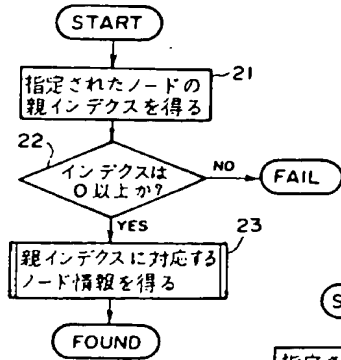 START
21
指定されたノードの
親インデクスを得る
22
インデクスは
0以上か?
NO
FAIL
YES
23
親インデクスに対応する
ノード情報を得る
FOUND